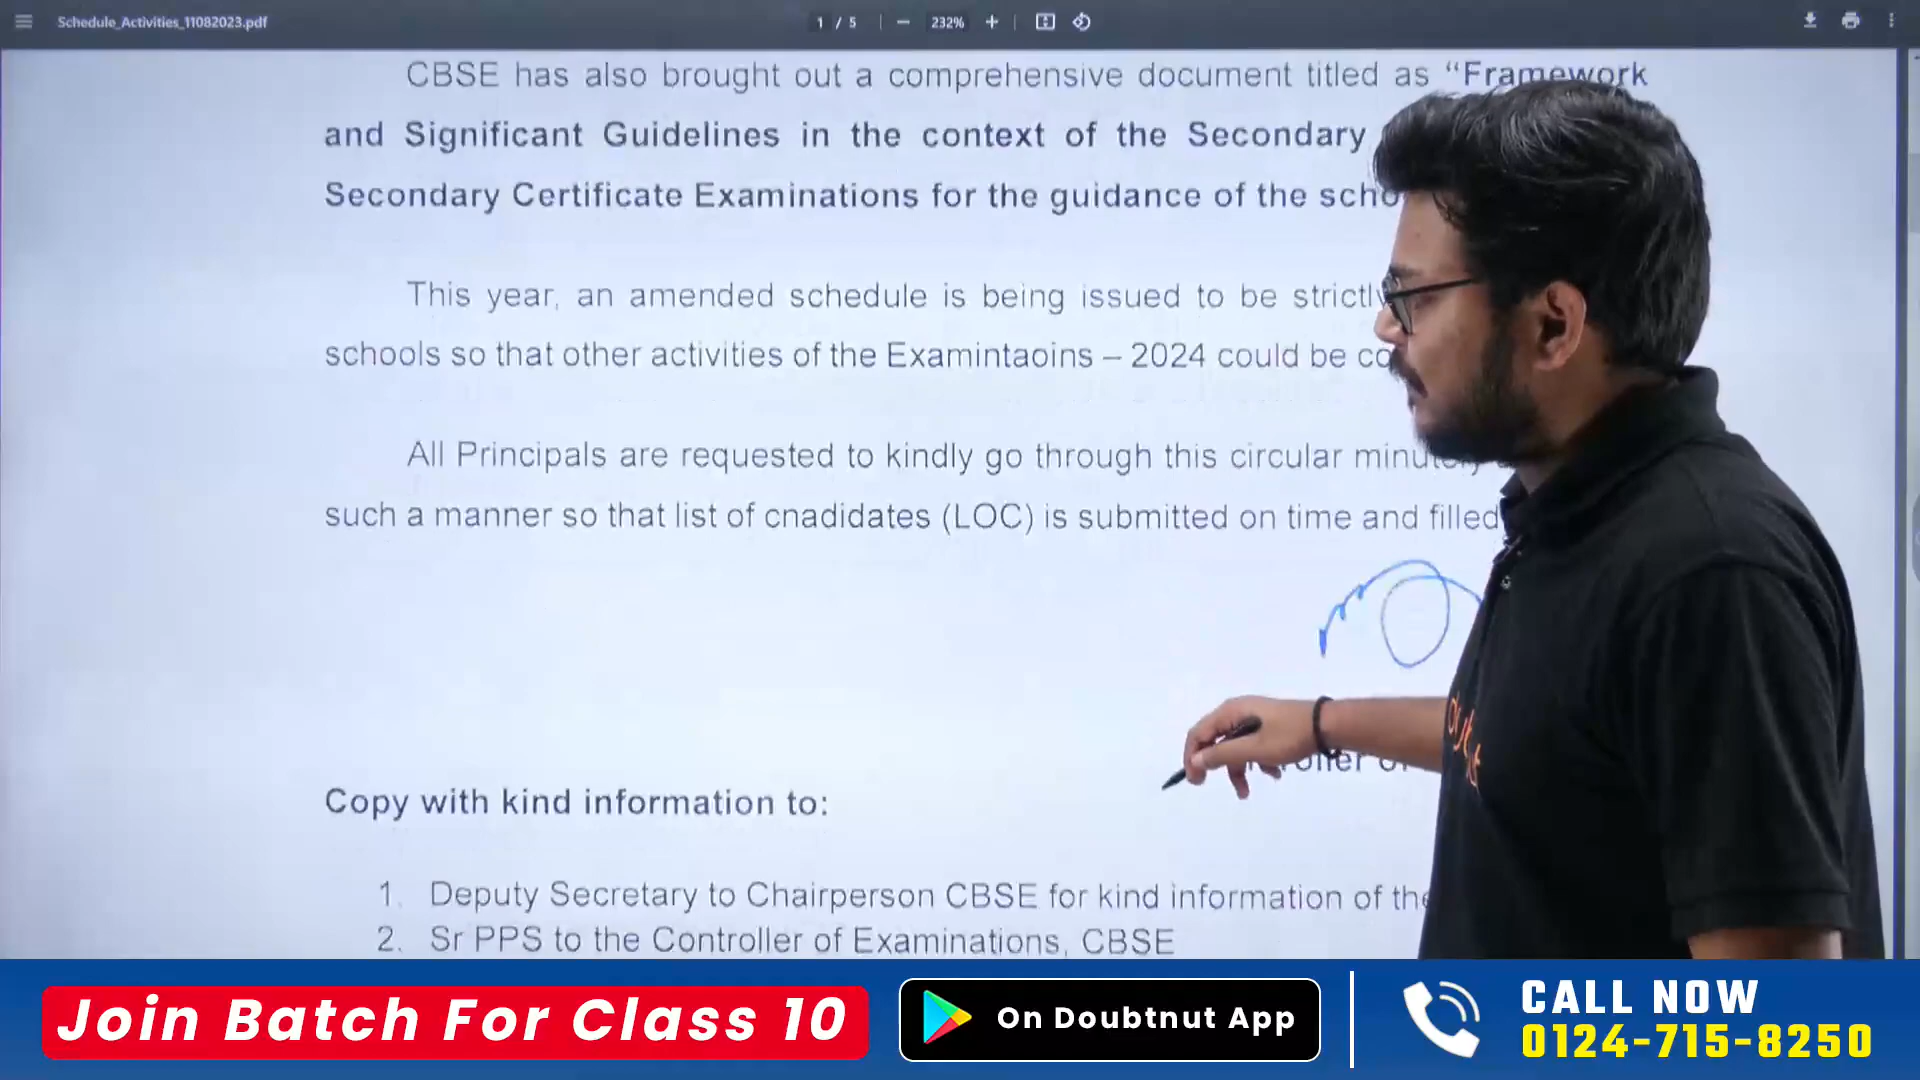 Schedule_Activities_11082023.pdf
1 / 5
232%
CBSE has also brought out a comprehensive document titled as “Framework
and Significant Guidelines in the context of the Secondary
Secondary Certificate Examinations for the guidance of the
This year, an amended schedule is being issued to be
schools so that other activities of the Examintaoins – 2024 could be
All Principals are requested to kindly go through this circular
such a manner so that list of cnadidates (LOC) is submitted on time and filled
Copy with kind information to:
1. Deputy Secretary to Chairperson CBSE for kind information of
2. Sr PPS to the Controller of Examinations, CBSE
Join Batch For Class 10
On Doubtnut App
CALL NOW
0124-715-8250